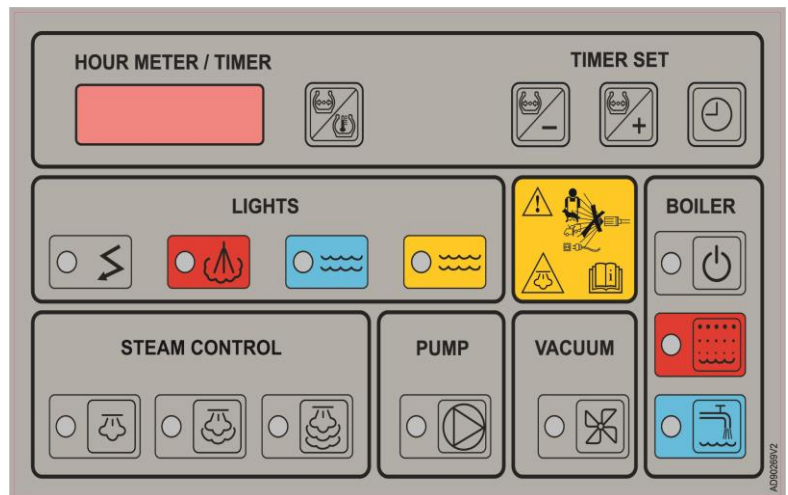 HOUR METER / TIMER
TIMER SET
LIGHTS
BOILER
STEAM CONTROL
PUMP
VACUUM
AD90269V2